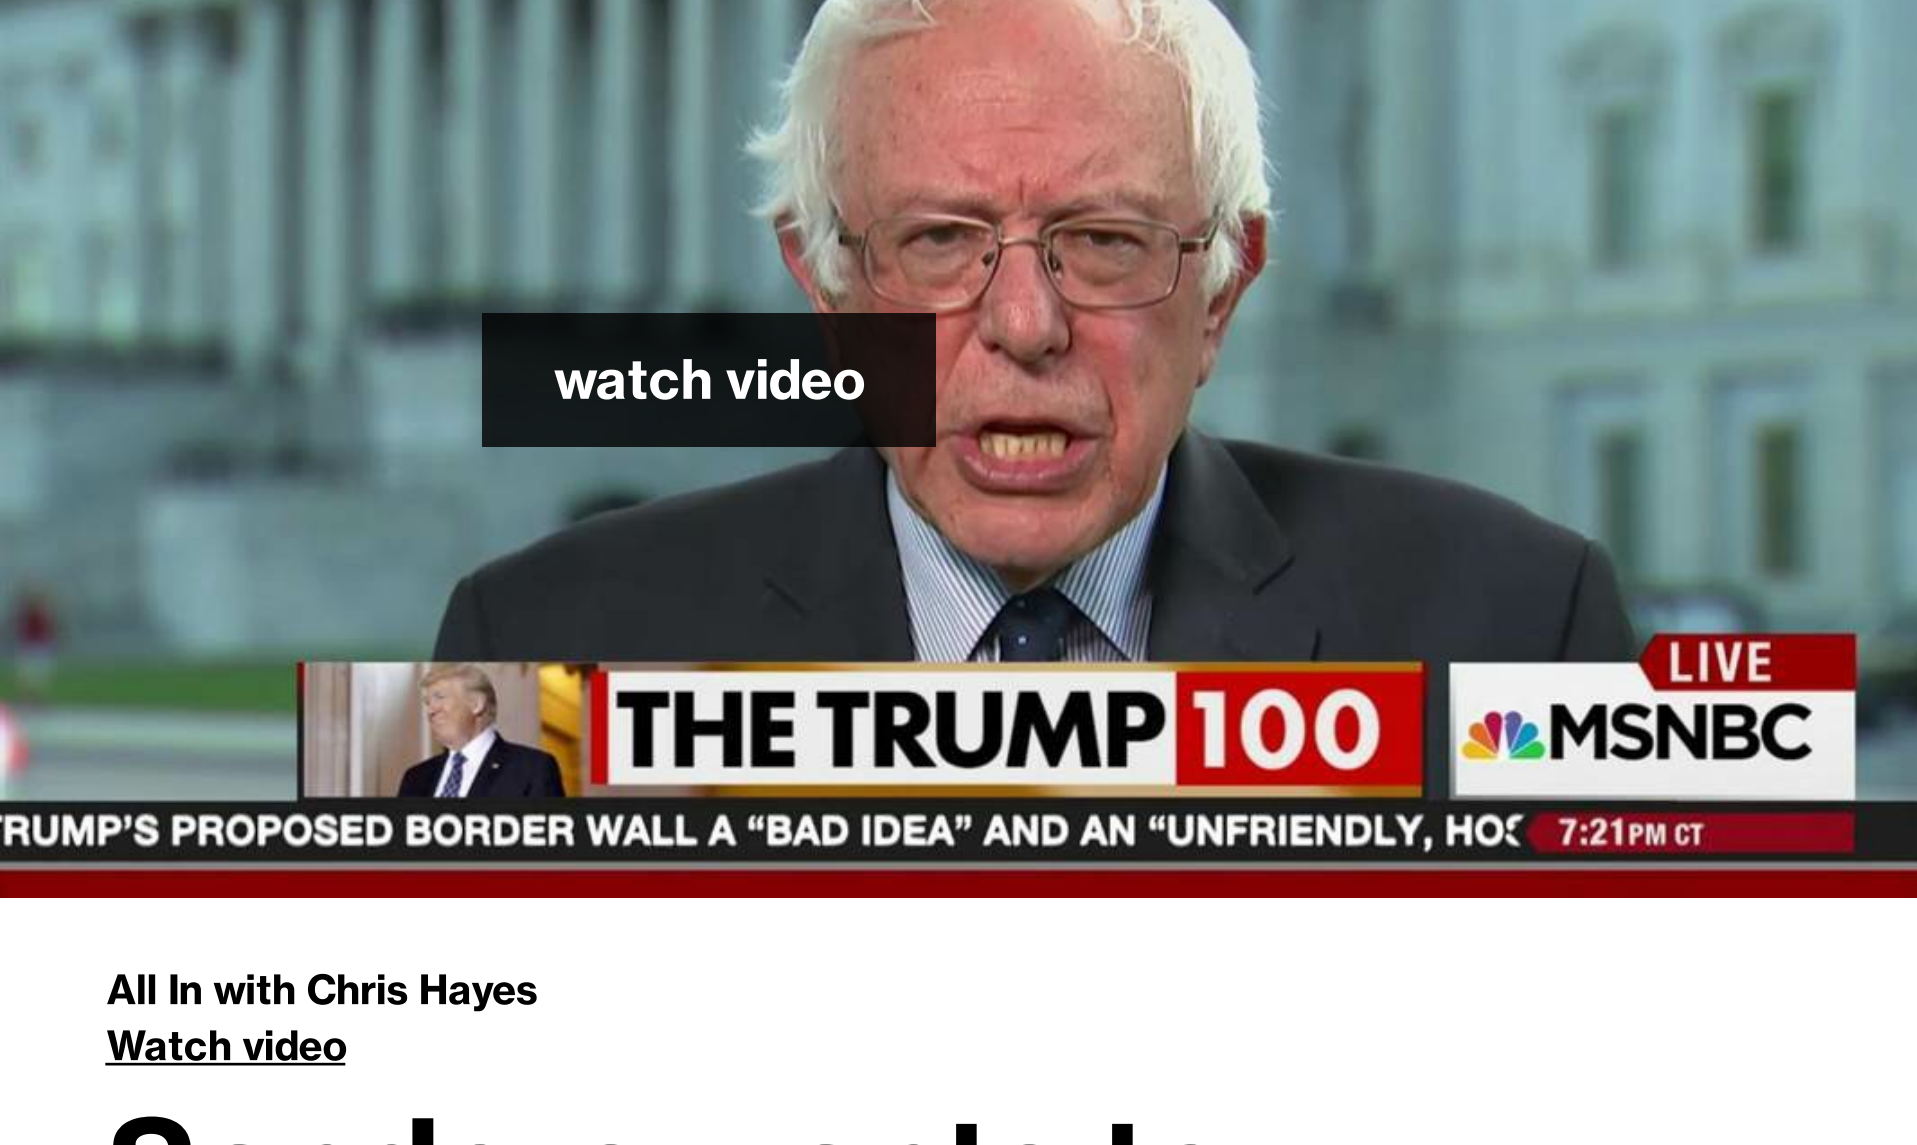 watch video
LIVE
THE TRUMP 100
MSNBC
TRUMP'S PROPOSED BORDER WALL A “BAD IDEA” AND AN “UNFRIENDLY,
7:21PM CT
All In with Chris Hayes
Watch video